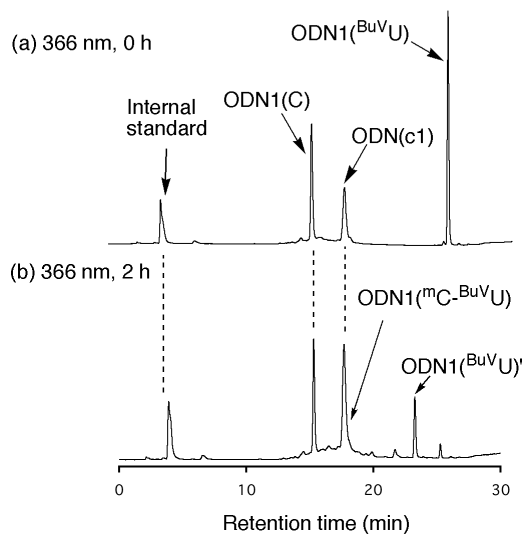 (a) 366 nm, 0 h
ODN1(ᴮᵘⱽU)
Internal
standard
ODN1(C)
ODN(c1)
(b) 366 nm, 2 h
ODN1(ᵐC-ᴮᵘⱽU)
ODN1(ᴮᵘⱽU)'
0 10 20 30
Retention time (min)